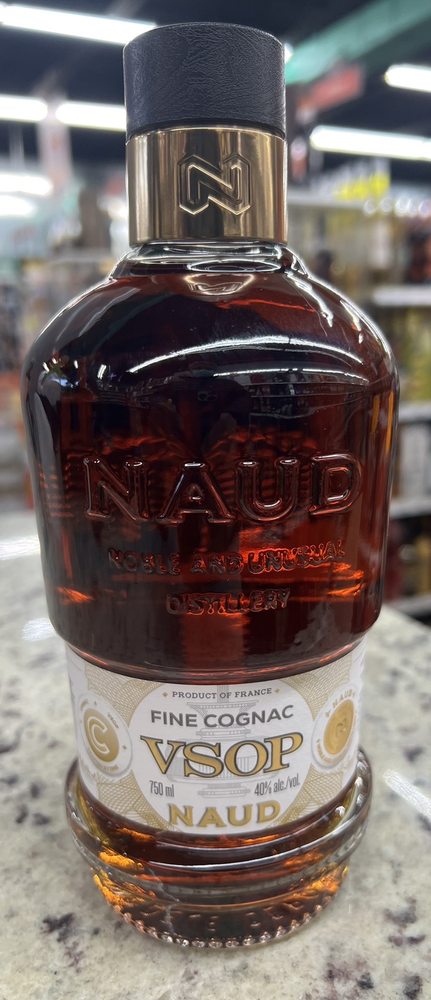 N
NAUD
NOBLE AND UNUSUAL
DISTILLERY
PRODUCT OF FRANCE
FINE COGNAC
VSOP
750 ml 40% alc./vol.
NAUD
C
N